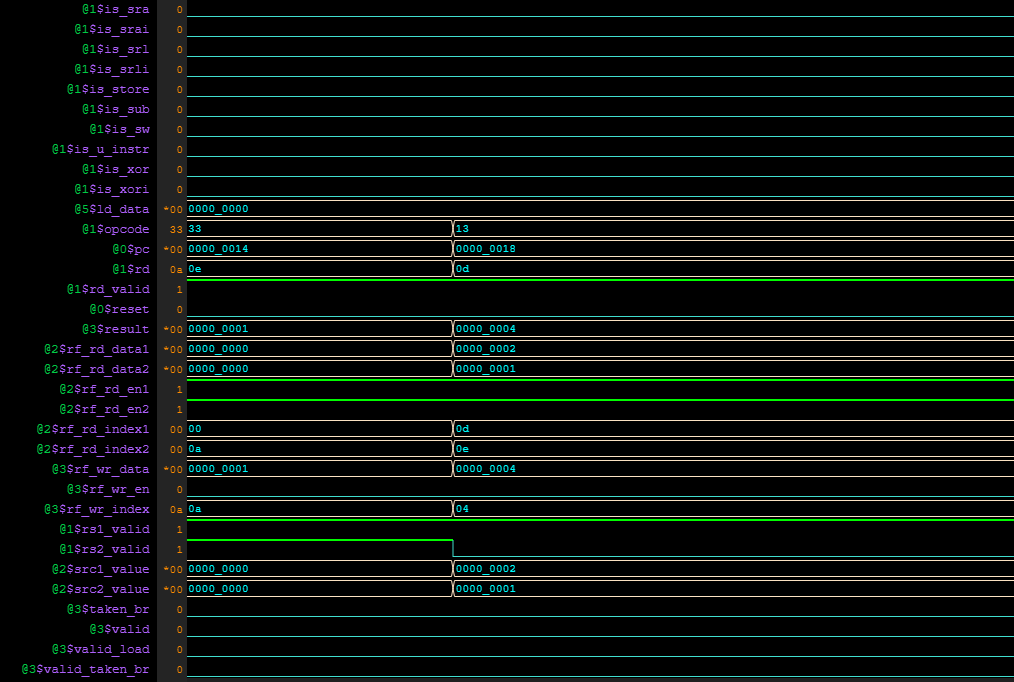 @1$is_sra 0
@1$is_srai 0
@1$is_srl 0
@1$is_srli 0
@1$is_store 0
@1$is_sub 0
@1$is_sw 0
@1$is_u_instr 0
@1$is_xor 0
@1$is_xori 0
@5$ld_data *00 0000_0000
@1$opcode 33 33 13
@0$pc *00 0000_0014 0000_0018
@1$rd 0a 0e 0d
@1$rd_valid 1
@0$reset 0
@3$result *00 0000_0001 0000_0004
@2$rf_rd_data1 *00 0000_0000 0000_0002
@2$rf_rd_data2 *00 0000_0000 0000_0001
@2$rf_rd_en1 1
@2$rf_rd_en2 1
@2$rf_rd_index1 00 00 0d
@2$rf_rd_index2 00 0a 0e
@3$rf_wr_data *00 0000_0001 0000_0004
@3$rf_wr_en 0
@3$rf_wr_index 0a 0a 04
@1$rs1_valid 1
@1$rs2_valid 1
@2$src1_value *00 0000_0000 0000_0002
@2$src2_value *00 0000_0000 0000_0001
@3$taken_br 0
@3$valid 0
@3$valid_load 0
@3$valid_taken_br 0